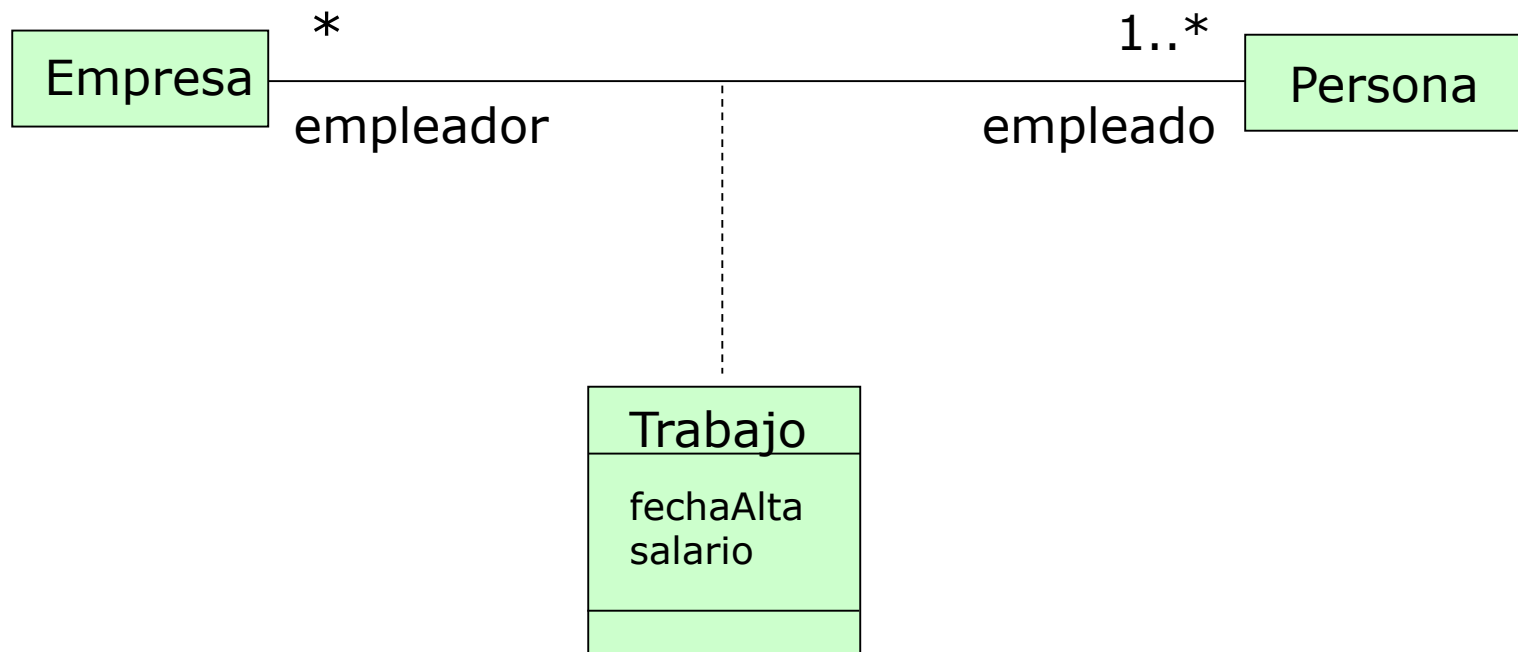 *
1..*
Empresa
Persona
empleador
empleado
Trabajo
fechaAlta
salario